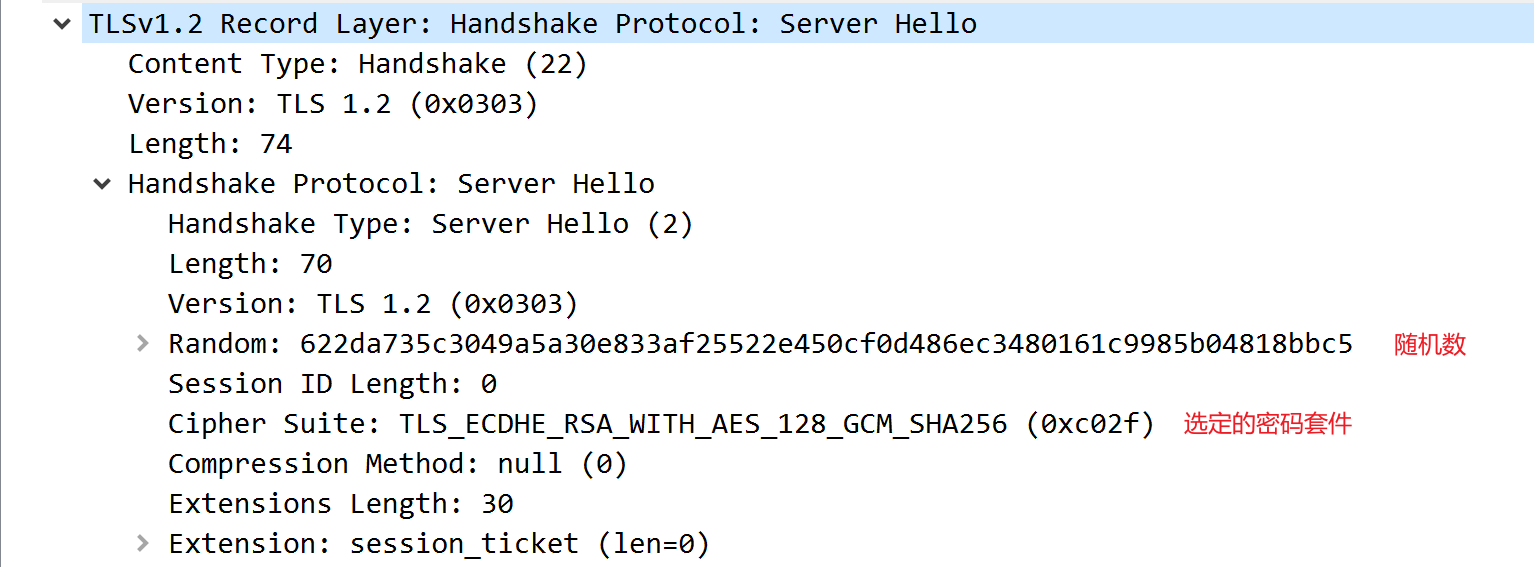 TLSv1.2 Record Layer: Handshake Protocol: Server Hello
Content Type: Handshake (22)
Version: TLS 1.2 (0x0303)
Length: 74
Handshake Protocol: Server Hello
Handshake Type: Server Hello (2)
Length: 70
Version: TLS 1.2 (0x0303)
Random: 622da735c3049a5a30e833af25522e450cf0d486ec3480161c9985b04818bbc5 随机数
Session ID Length: 0
Cipher Suite: TLS_ECDHE_RSA_WITH_AES_128_GCM_SHA256 (0xc02f) 选定的密码套件
Compression Method: null (0)
Extensions Length: 30
Extension: session_ticket (len=0)